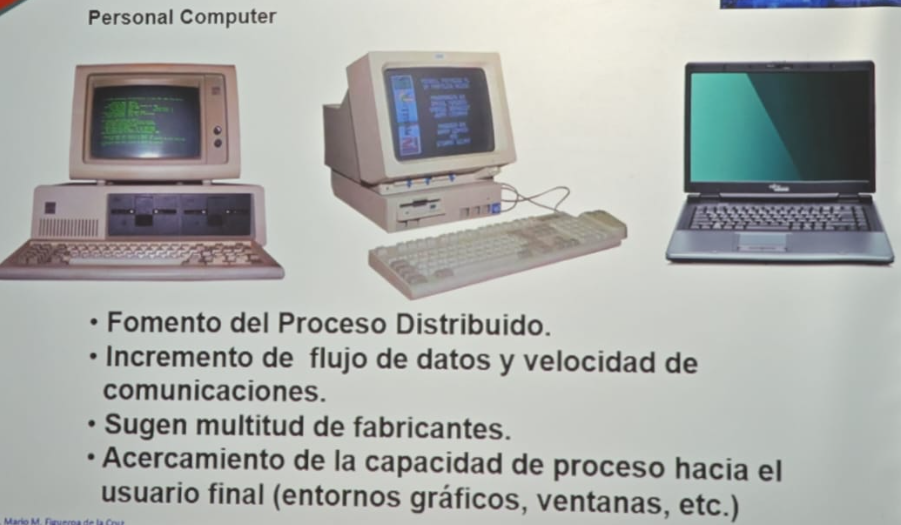 Personal Computer
• Fomento del Proceso Distribuido.
• Incremento de flujo de datos y velocidad de
comunicaciones.
• Sugen multitud de fabricantes.
• Acercamiento de la capacidad de proceso hacia el
usuario final (entornos gráficos, ventanas, etc.)
Mario M. Figueroa de la Cruz